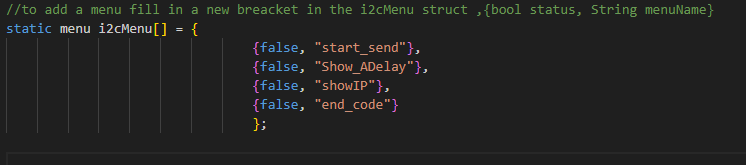 //to add a menu fill in a new breacket in the i2cMenu struct ,{bool status, String menuName}
static menu i2cMenu[] = {
{false, "start_send"},
{false, "Show_ADelay"},
{false, "showIP"},
{false, "end_code"}
};